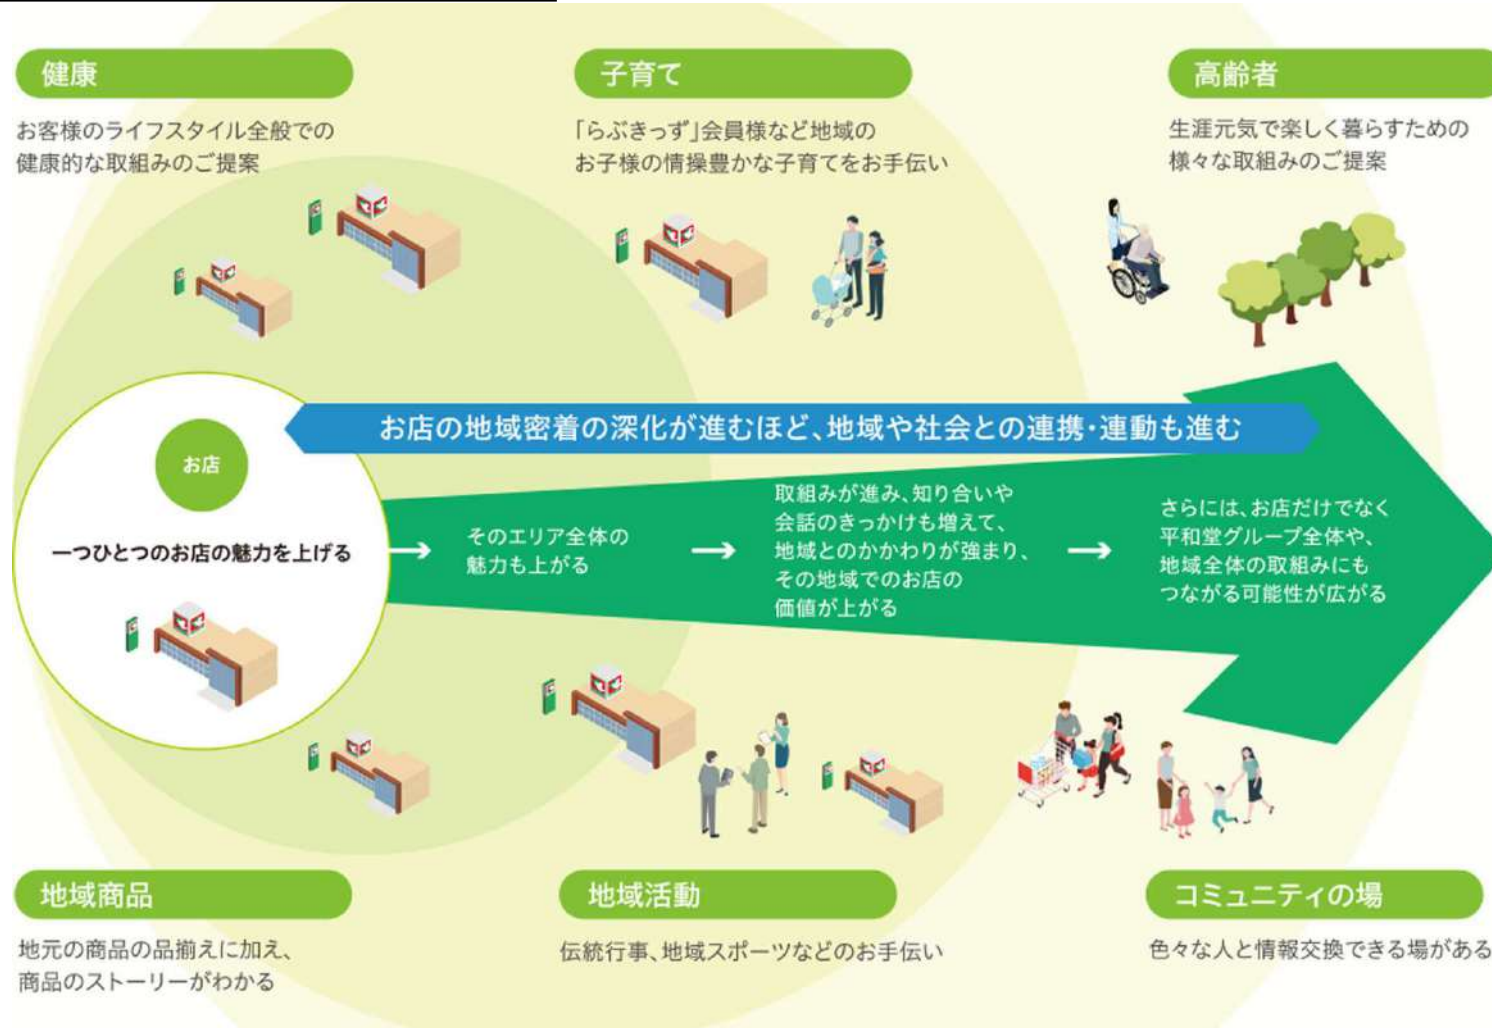 健康
お客様のライフスタイル全般での
健康的な取組みのご提案
子育て
「らぶきっず」会員様など地域の
お子様の情操豊かな子育てをお手伝い
高齢者
生涯元気で楽しく暮らすための
様々な取組みのご提案
お店の地域密着の深化が進むほど、地域や社会との連携・連動も進む
お店
一つひとつのお店の魅力を上げる
→
そのエリア全体の
魅力も上がる
→
取組みが進み、知り合いや
会話のきっかけも増えて、
地域とのかかわりが強まり、
その地域でのお店の
価値が上がる
→
さらには、お店だけでなく
平和堂グループ全体や、
地域全体の取組みにも
つながる可能性が広がる
地域商品
地元の商品の品揃えに加え、
商品のストーリーがわかる
地域活動
伝統行事、地域スポーツなどのお手伝い
コミュニティの場
色々な人と情報交換できる場がある